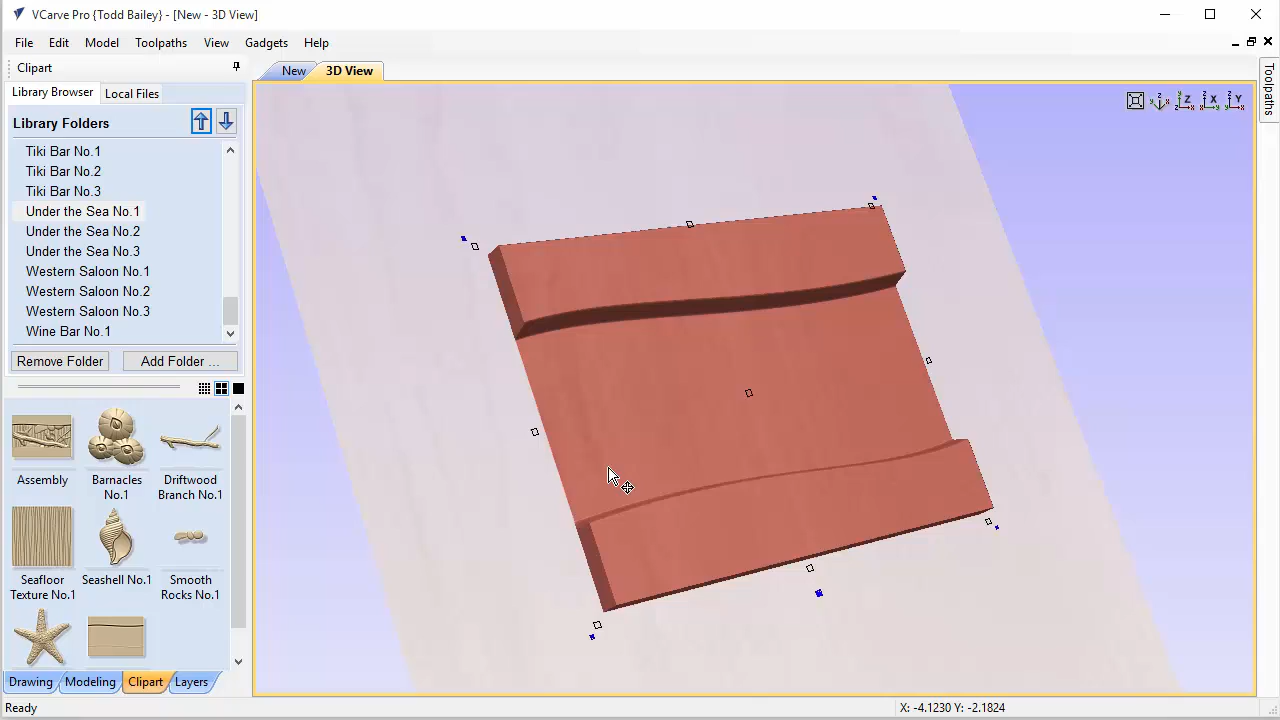 VCarve Pro {Todd Bailey} - [New - 3D View]
File Edit Model Toolpaths View Gadgets Help
Clipart
New 3D View
Library Browser Local Files
Library Folders
Tiki Bar No.1
Tiki Bar No.2
Tiki Bar No.3
Under the Sea No.1
Under the Sea No.2
Under the Sea No.3
Western Saloon No.1
Western Saloon No.2
Western Saloon No.3
Wine Bar No.1
Remove Folder Add Folder ...
Assembly
Barnacles No.1
Driftwood Branch No.1
Seafloor Texture No.1
Seashell No.1
Smooth Rocks No.1
Drawing Modeling Clipart Layers
Toolpaths
Ready
X: -4.1230 Y: -2.1824